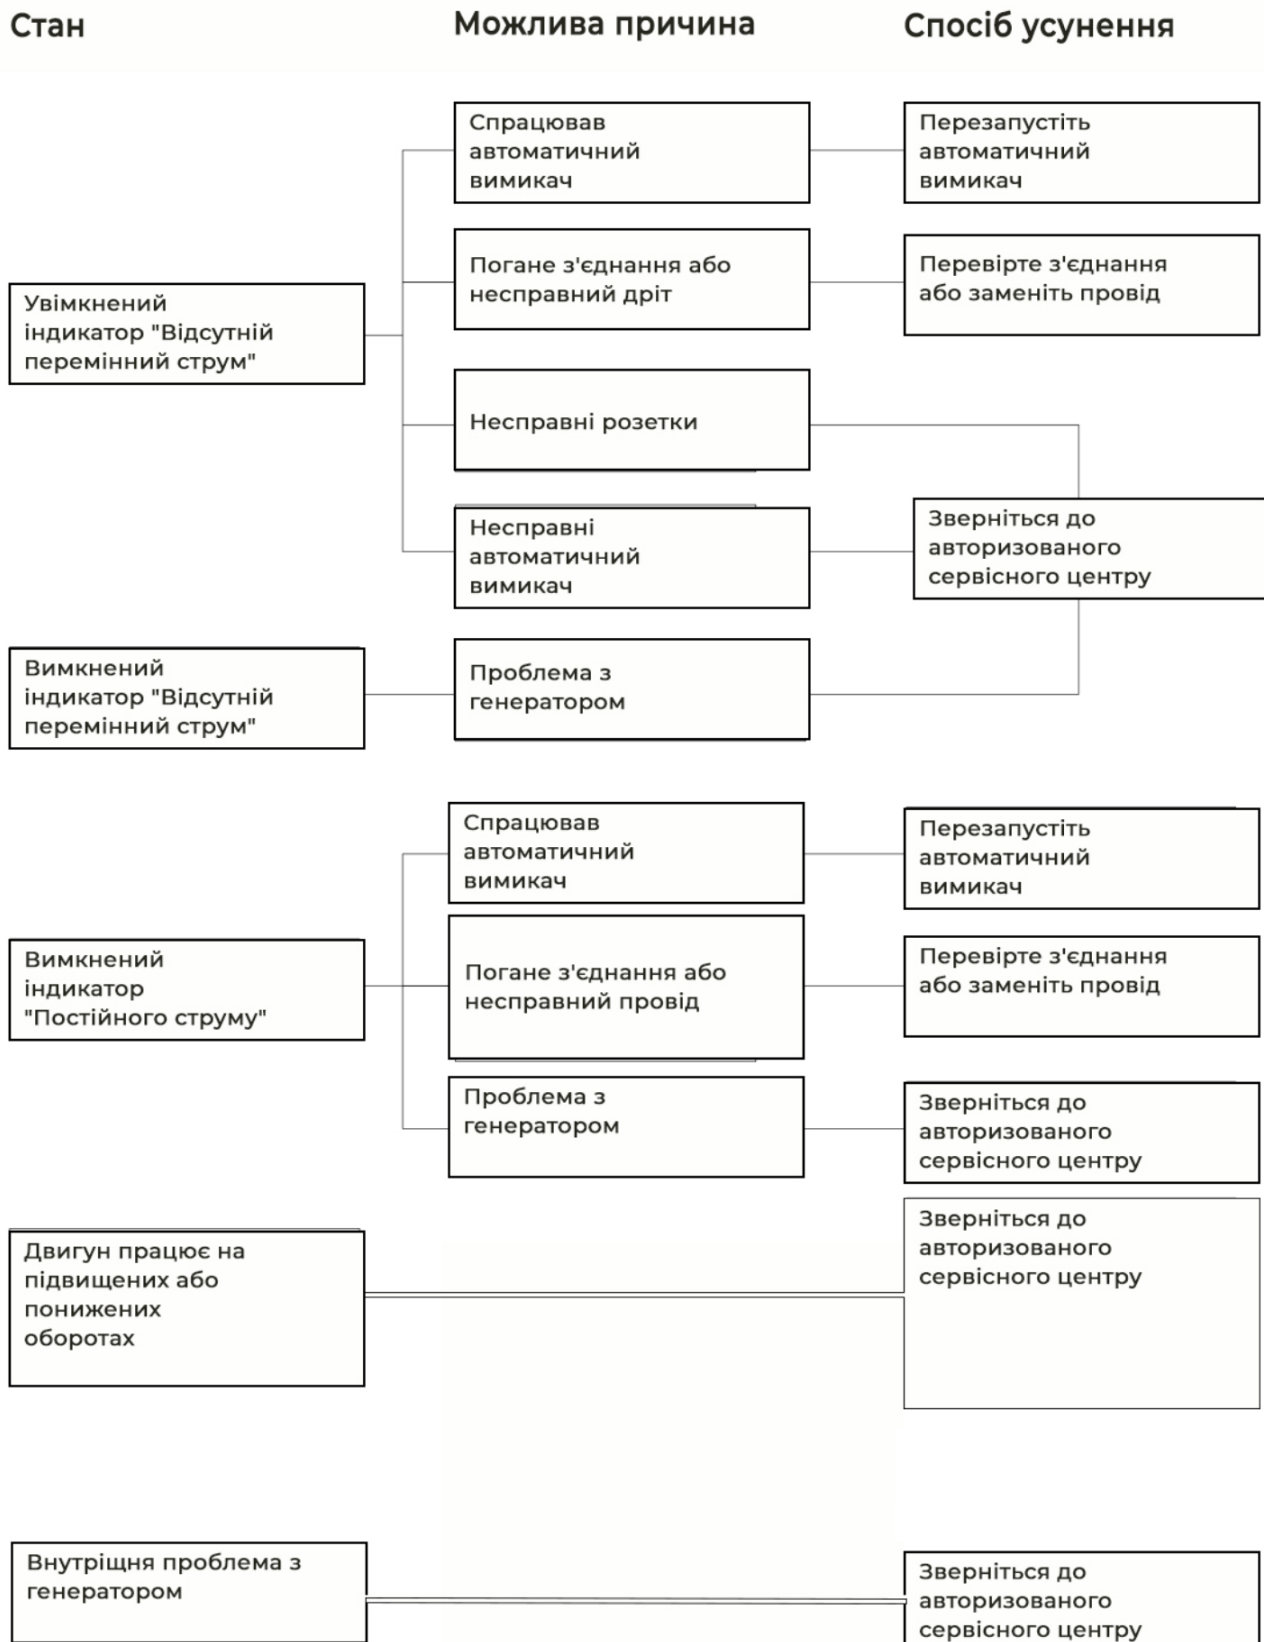 Стан
Можлива причина
Спосіб усунення
Спрацював
автоматичний
вимикач
Перезапустіть
автоматичний
вимикач
Увімкнений
індикатор "Відсутній
перемінний струм"
Погане з'єднання або
несправний дріт
Перевірте з'єднання
або заменіть провід
Несправні розетки
Несправні
автоматичний
вимикач
Зверніться до
авторизованого
сервісного центру
Вимкнений
індикатор "Відсутній
перемінний струм"
Проблема з
генератором
Спрацював
автоматичний
вимикач
Перезапустіть
автоматичний
вимикач
Вимкнений
індикатор
"Постійного струму"
Погане з'єднання або
несправний провід
Перевірте з'єднання
або заменіть провід
Проблема з
генератором
Зверніться до
авторизованого
сервісного центру
Двигун працює на
підвищених або
понижених
оборотах
Зверніться до
авторизованого
сервісного центру
Внутріщня проблема з
генератором
Зверніться до
авторизованого
сервісного центру